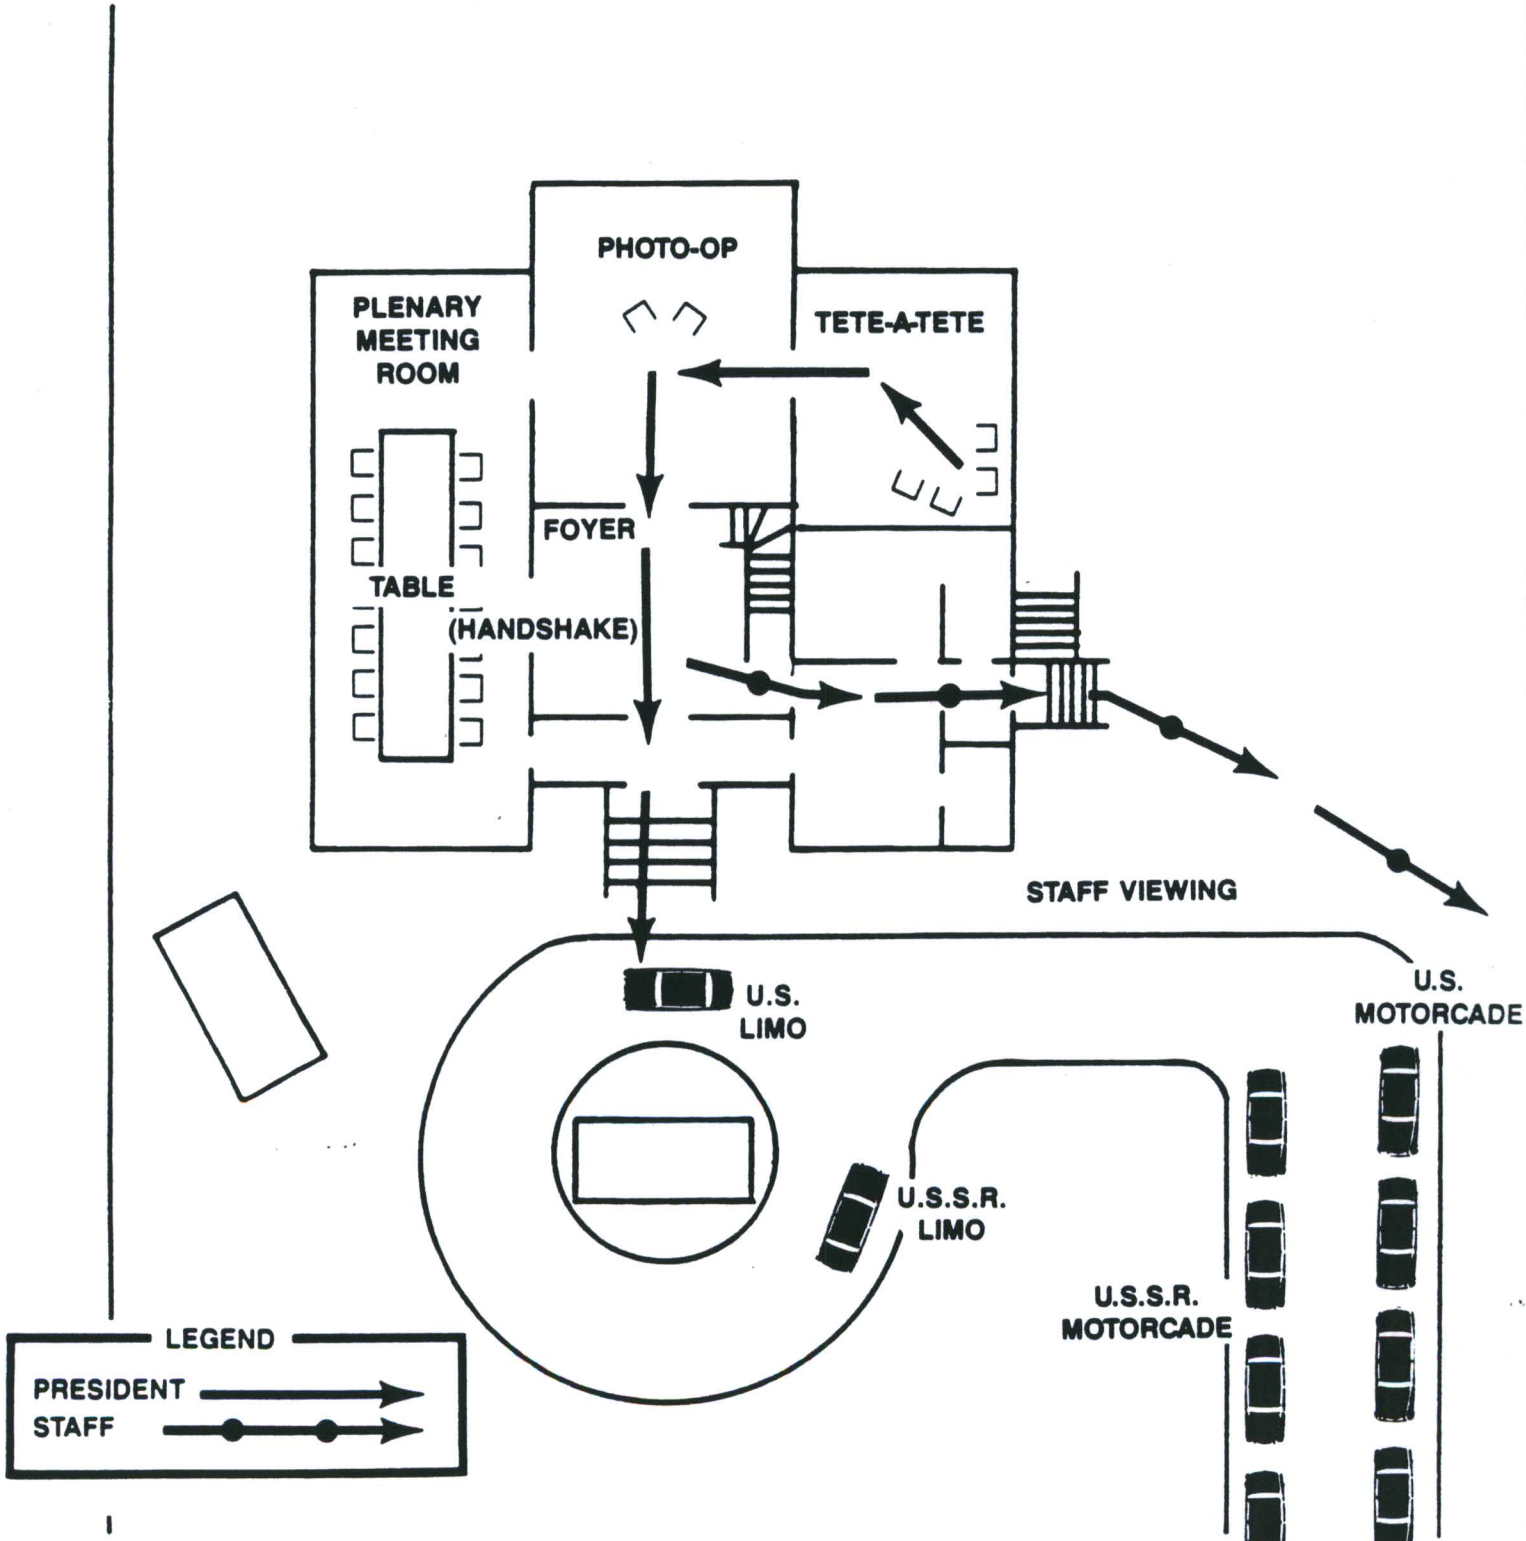 PHOTO-OP
PLENARY
MEETING
ROOM
TETE-A-TETE
FOYER
TABLE
(HANDSHAKE)
STAFF VIEWING
U.S.
MOTORCADE
U.S.
LIMO
U.S.S.R.
LIMO
U.S.S.R.
MOTORCADE
LEGEND
PRESIDENT
STAFF